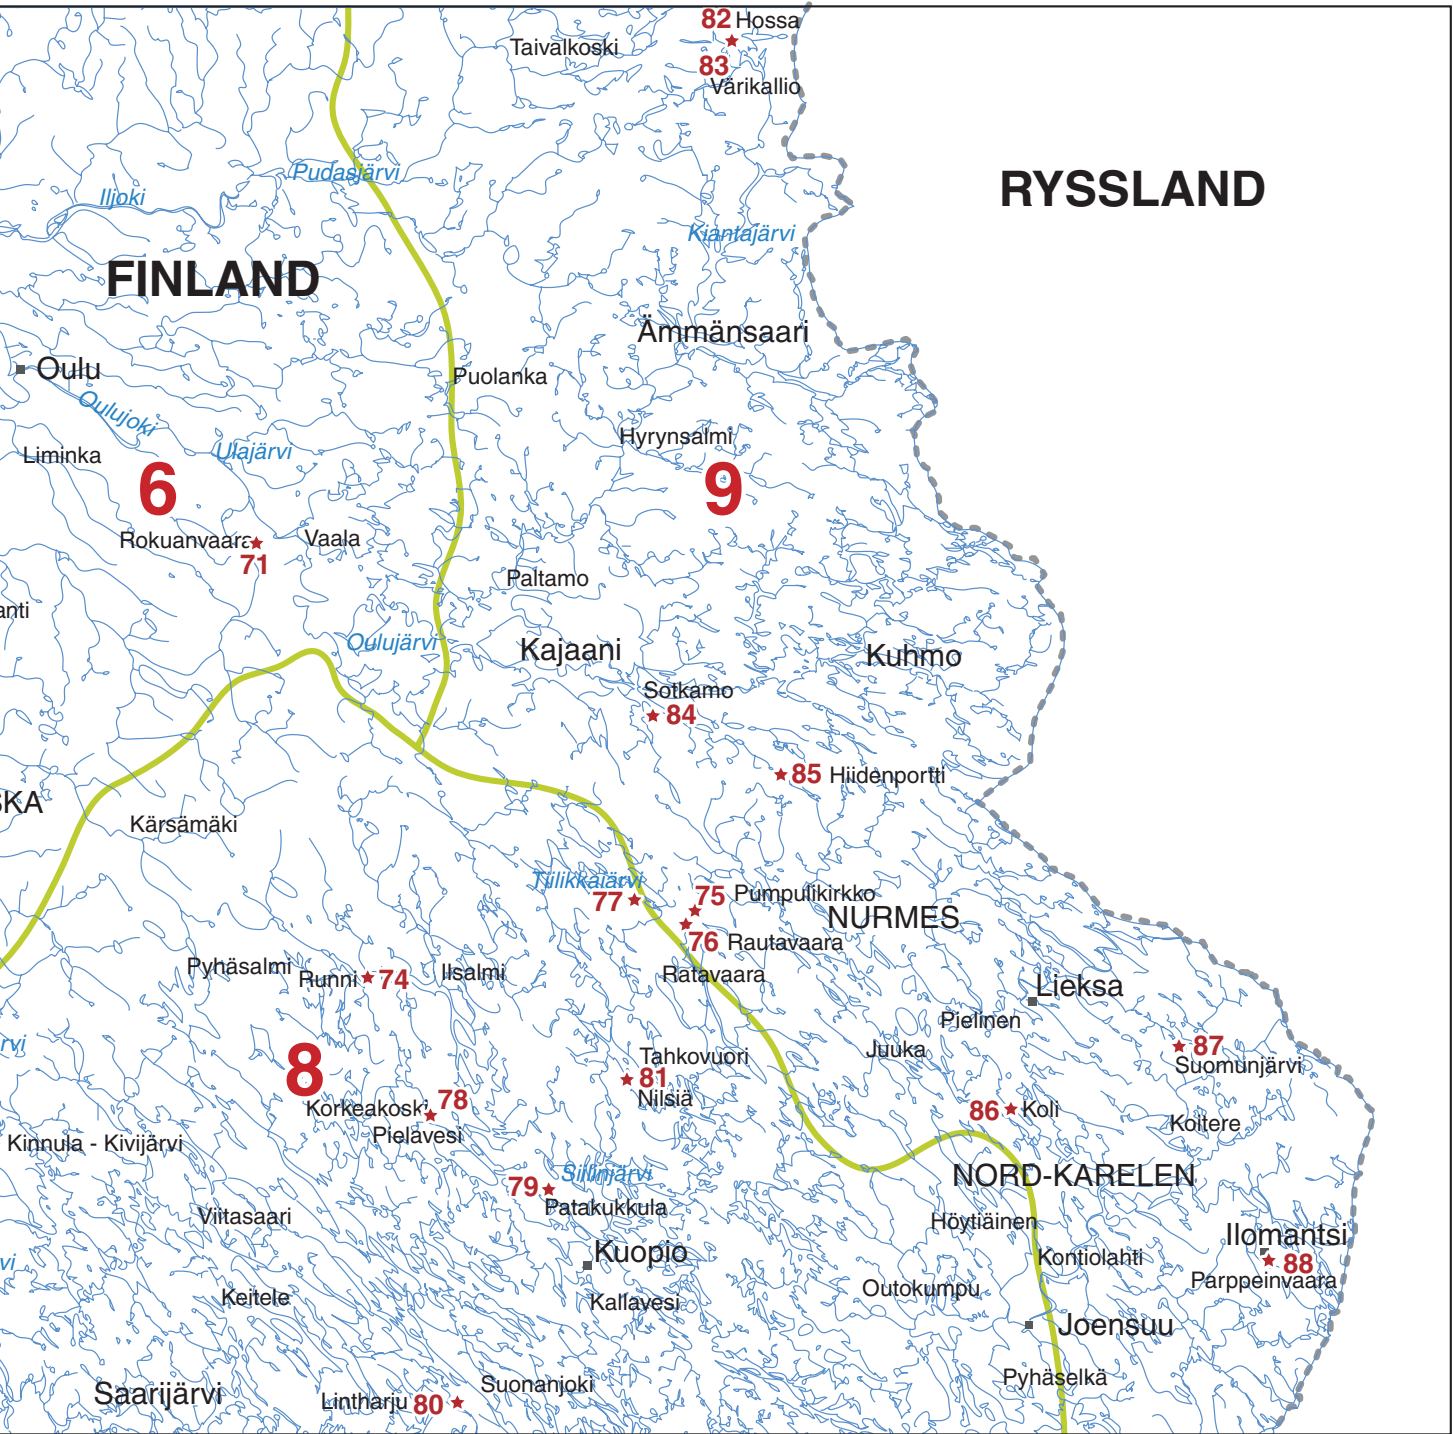 82 Hossa
Taivalkoski
83
Värikallio
Pudasjärvi
Iijoki
RYSSLAND
Kiantajärvi
FINLAND
Ämmänsaari
Oulu
Puolanka
Oulujoki
Hyrynsalmi
Liminka
Ulajärvi
6
9
Rokuanvaara
Vaala
71
Paltamo
anti
Oulujärvi
Kajaani
Kuhmo
Sotkamo
84
85 Hiidenportti
SKA
Kärsämäki
Tiilikkajärvi
77
75 Pumpulikirkko
NURMES
76 Rautavaara
Pyhäsalmi
Runni 74
Ilsalmi
Ratavaara
Lieksa
Pielinen
rvi
Juuka
87
Suomunjärvi
8
Tahkovuori
81
Nilsiä
78
Korkeakoski
86 Koli
Koitere
Pielavesi
Kinnula - Kivijärvi
Sillinjärvi
79
NORD-KARELEN
Patakukkula
Viitasaari
Höytiäinen
Ilomantsi
Kuopio
Kontiolahti
88
vi
Parppeinvaara
Keitele
Kallavesi
Outokumpu
Joensuu
Pyhäselkä
Saarijärvi
Suonanjoki
Lintharju 80